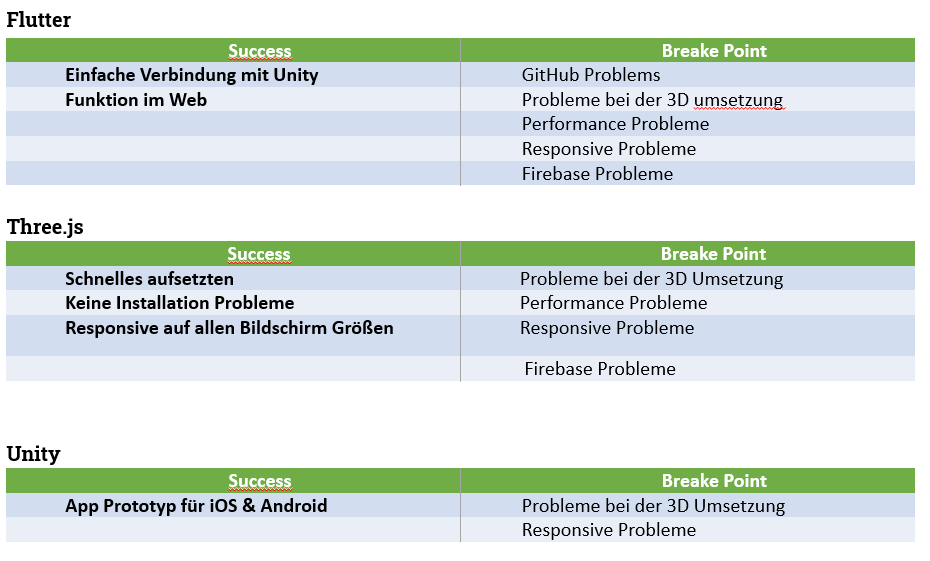 Flutter
Success Breake Point
Einfache Verbindung mit Unity GitHub Problems
Funktion im Web Probleme bei der 3D umsetzung
Performance Probleme
Responsive Probleme
Firebase Probleme
Three.js
Success Breake Point
Schnelles aufsetzten Probleme bei der 3D Umsetzung
Keine Installation Probleme Performance Probleme
Responsive auf allen Bildschirm Größen Responsive Probleme
Firebase Probleme
Unity
Success Breake Point
App Prototyp für iOS & Android Probleme bei der 3D Umsetzung
Responsive Probleme